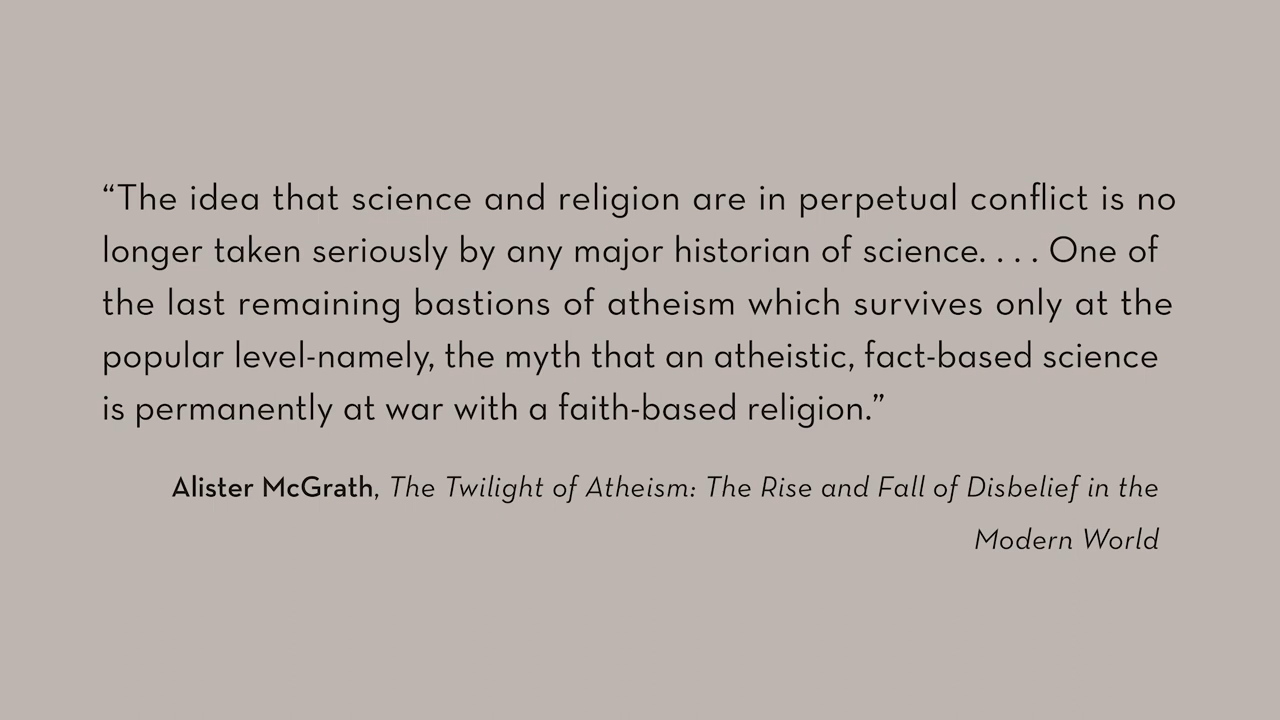 “The idea that science and religion are in perpetual conflict is no
longer taken seriously by any major historian of science. . . . One of
the last remaining bastions of atheism which survives only at the
popular level-namely, the myth that an atheistic, fact-based science
is permanently at war with a faith-based religion.”
Alister McGrath, The Twilight of Atheism: The Rise and Fall of Disbelief in the
Modern World